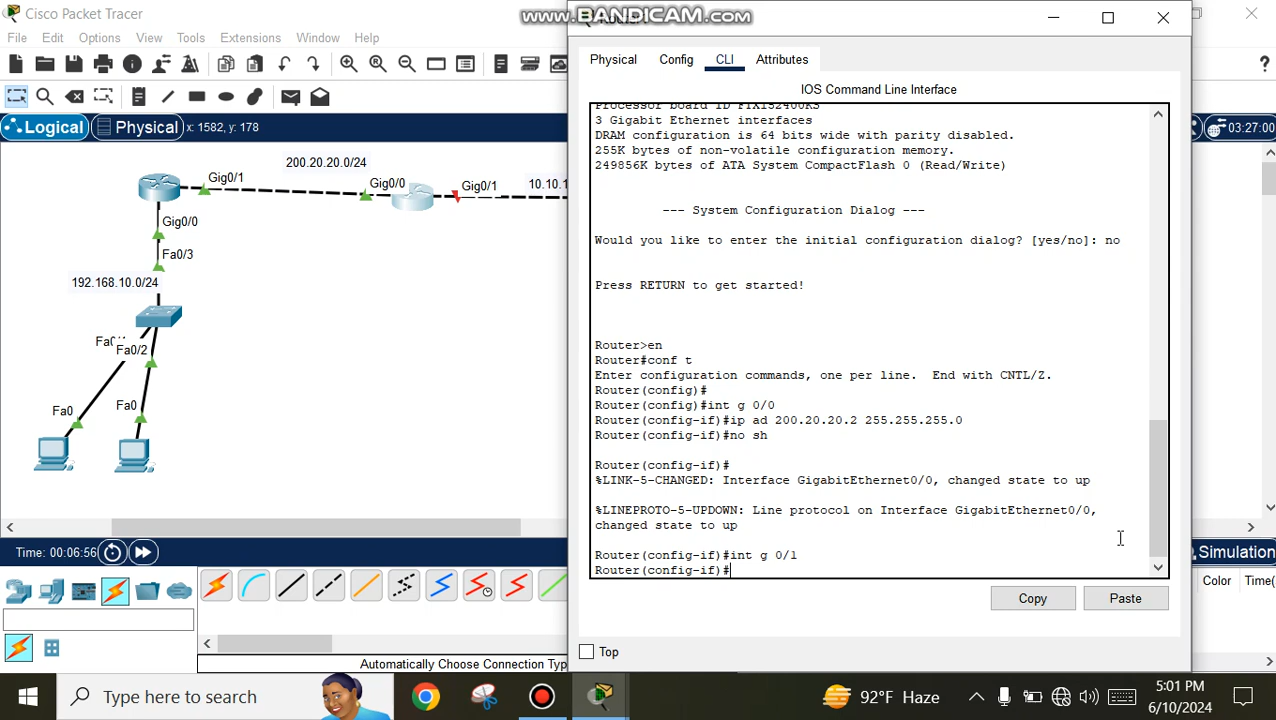 Cisco Packet Tracer
www.BANDICAM.com
File Edit Options View Tools Extensions Window Help
Logical Physical x: 1582, y: 178
03:27:00
200.20.20.0/24
Gig0/1
Gig0/0
Gig0/1
10.10.1
Gig0/0
Fa0/3
192.168.10.0/24
Fa0/2
Fa0
Fa0
Time: 00:06:56
Simulation
Color Time(
Automatically Choose Connection Typ
Physical Config CLI Attributes
IOS Command Line Interface
Processor board ID FTX152400KS
3 Gigabit Ethernet interfaces
DRAM configuration is 64 bits wide with parity disabled.
255K bytes of non-volatile configuration memory.
249856K bytes of ATA System CompactFlash 0 (Read/Write)
--- System Configuration Dialog ---
Would you like to enter the initial configuration dialog? [yes/no]: no
Press RETURN to get started!
Router>en
Router#conf t
Enter configuration commands, one per line. End with CNTL/Z.
Router(config)#
Router(config)#int g 0/0
Router(config-if)#ip ad 200.20.20.2 255.255.255.0
Router(config-if)#no sh
Router(config-if)#
%LINK-5-CHANGED: Interface GigabitEthernet0/0, changed state to up
%LINEPROTO-5-UPDOWN: Line protocol on Interface GigabitEthernet0/0,
changed state to up
Router(config-if)#int g 0/1
Router(config-if)#
Copy Paste
Top
Type here to search
92°F Haze
5:01 PM
6/10/2024